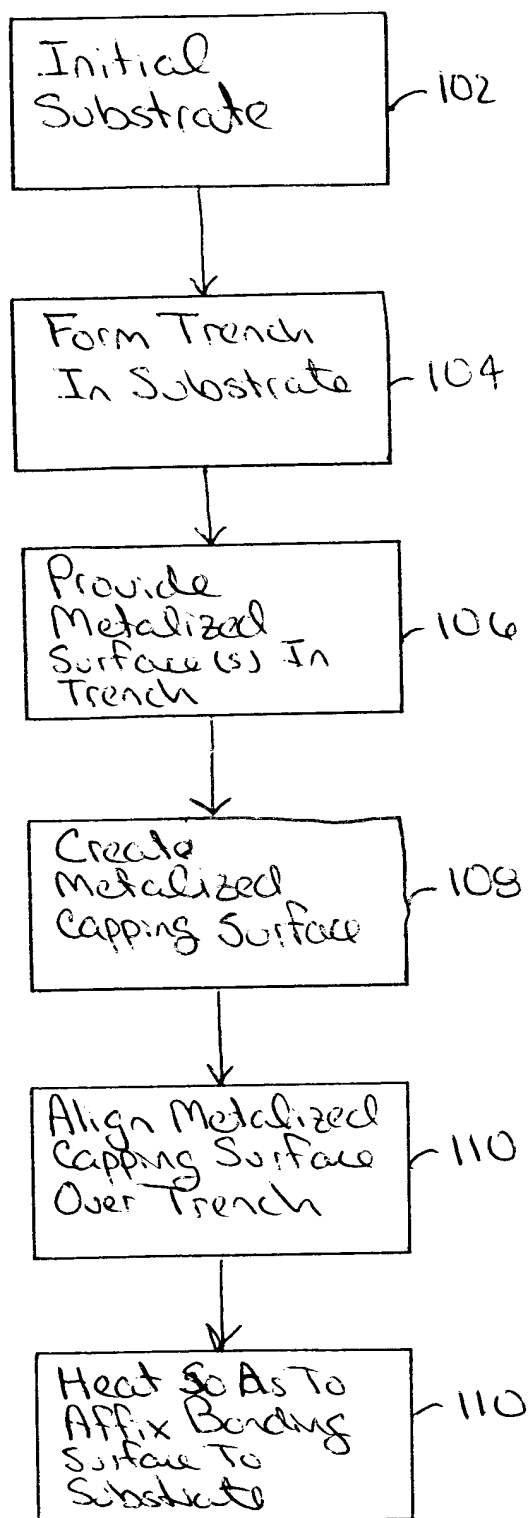 Initial
Substrate
102
Form Trench
In Substrate
104
Provide
Metalized
Surface(s) In
Trench
106
Create
Metalized
Capping Surface
108
Align Metalized
Capping Surface
Over Trench
110
Heat So As To
Affix Bonding
Surface To
Substrate
110